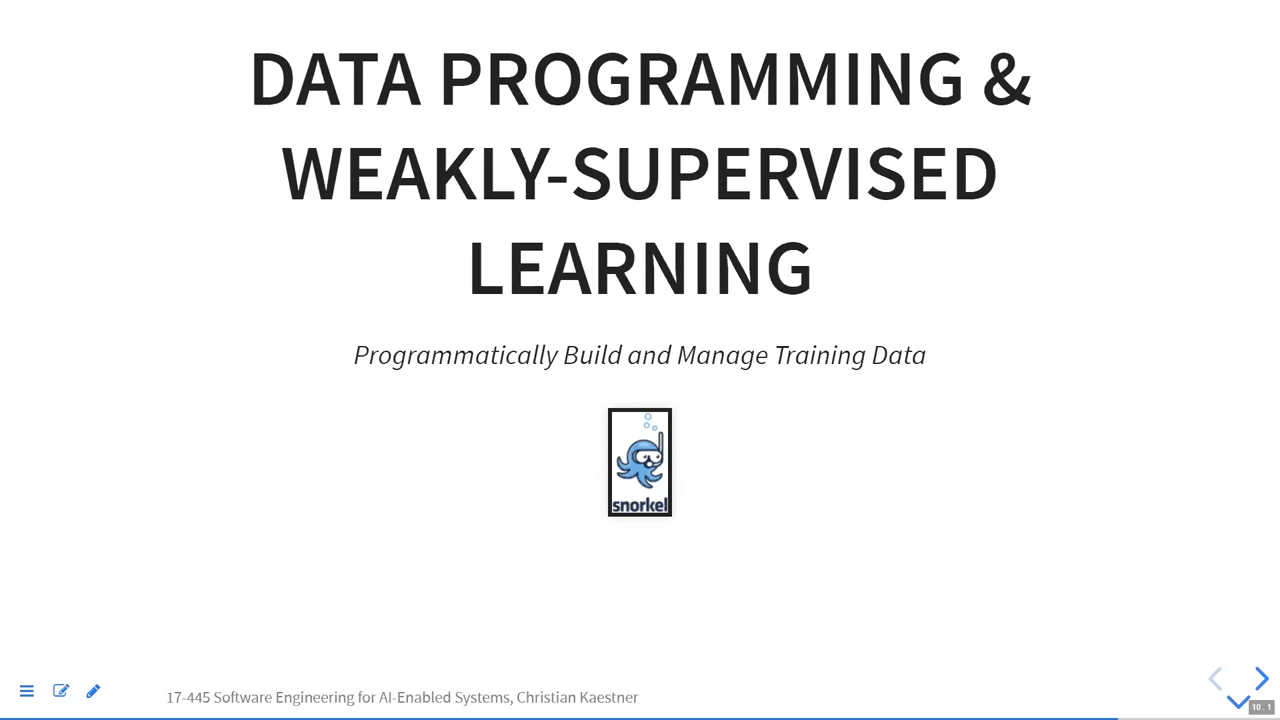 DATA PROGRAMMING &
WEAKLY-SUPERVISED
LEARNING
Programmatically Build and Manage Training Data
snorkel
17-445 Software Engineering for AI-Enabled Systems, Christian Kaestner
10.1